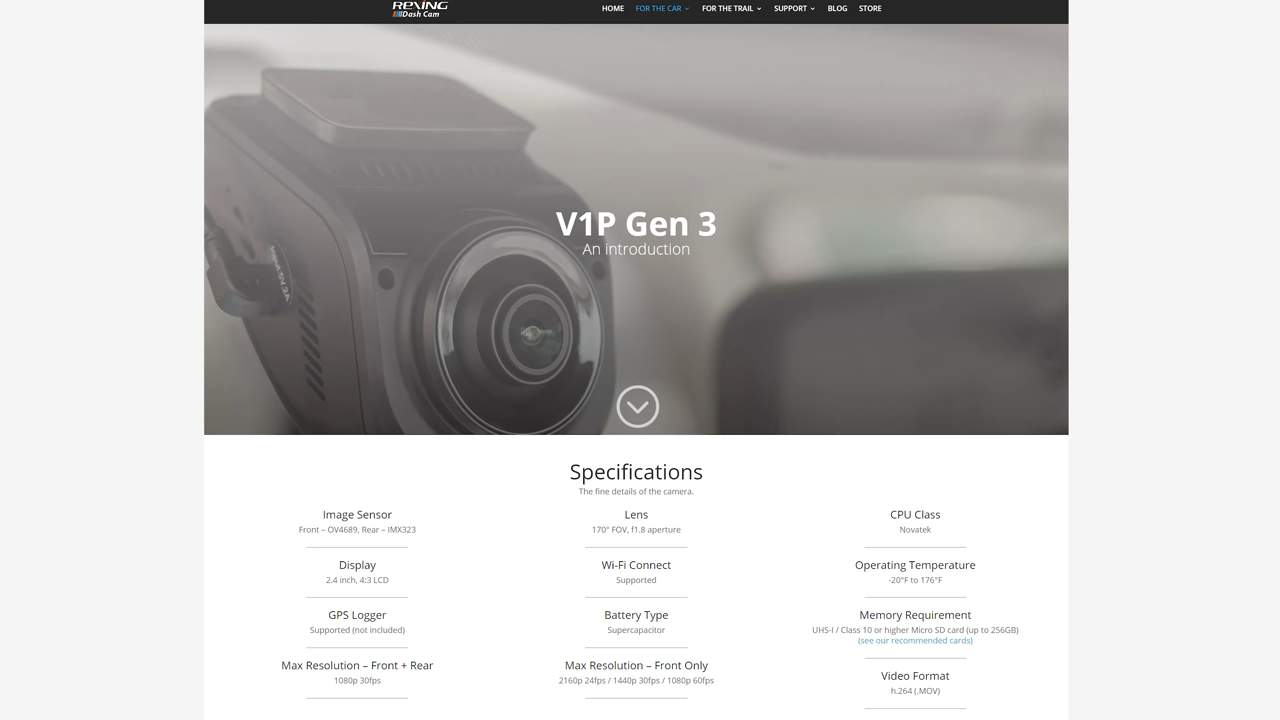 REXING
Dash Cam
HOME FOR THE CAR FOR THE TRAIL SUPPORT BLOG STORE
Input 5V 3A
V1P Gen 3
An introduction
Specifications
The fine details of the camera.
Image Sensor
Front – OV4689, Rear – IMX323
Lens
170° FOV, f1.8 aperture
CPU Class
Novatek
Display
2.4 inch, 4:3 LCD
Wi-Fi Connect
Supported
Operating Temperature
-20°F to 176°F
GPS Logger
Supported (not included)
Battery Type
Supercapacitor
Memory Requirement
UHS-I / Class 10 or higher Micro SD card (up to 256GB)
(see our recommended cards)
Max Resolution – Front + Rear
1080p 30fps
Max Resolution – Front Only
2160p 24fps / 1440p 30fps / 1080p 60fps
Video Format
h.264 (.MOV)